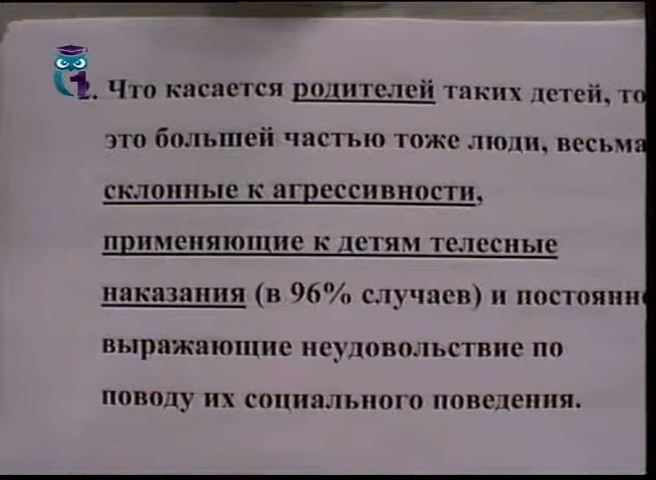 2. Что касается родителей таких детей, то
это большей частью тоже люди, весьма
склонные к агрессивности,
применяющие к детям телесные
наказания (в 96% случаев) и постоянно
выражающие неудовольствие по
поводу их социального поведения.